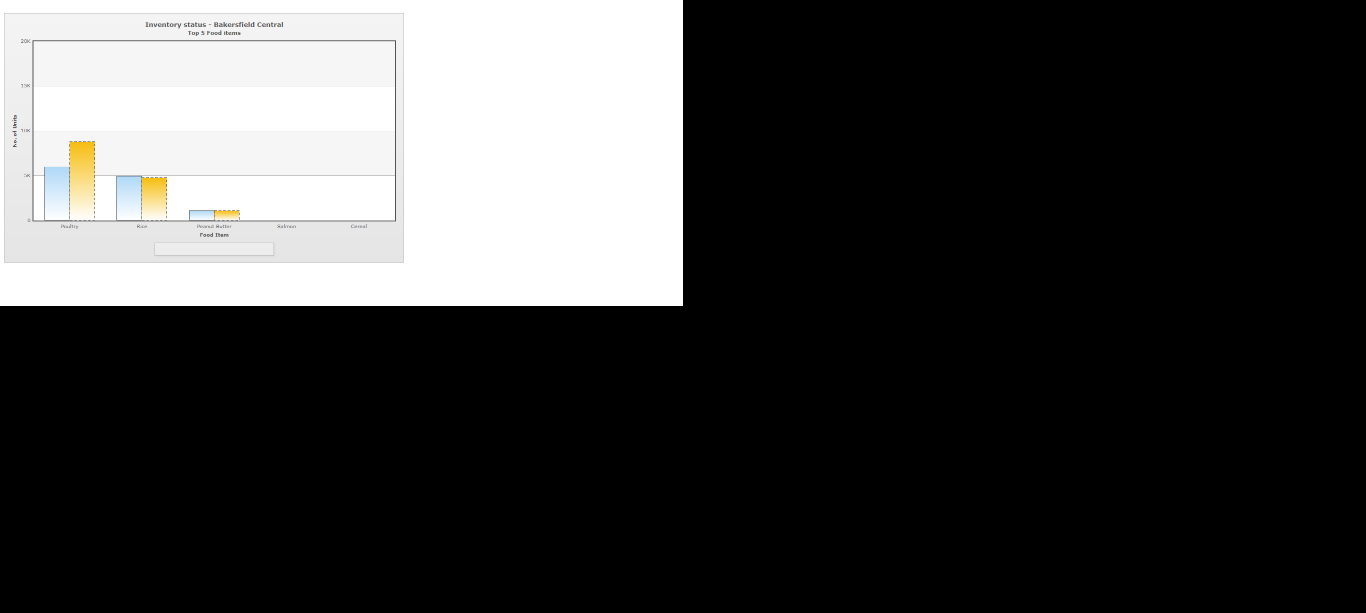 Inventory status - Bakersfield Central
Top 5 Food items
20K
15K
10K
5K
0
No. of Units
Poultry
Rice
Peanut Butter
Salmon
Cereal
Food Item